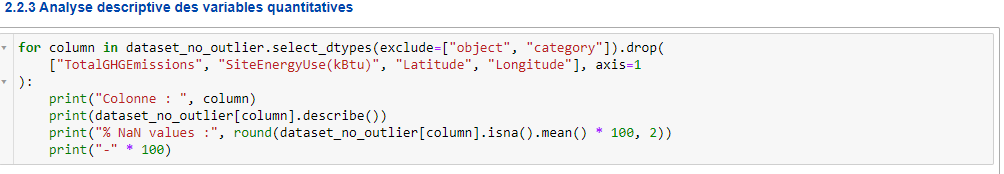 2.2.3 Analyse descriptive des variables quantitatives
for column in dataset_no_outlier.select_dtypes(exclude=["object", "category"]).drop(
    ["TotalGHGEmissions", "SiteEnergyUse(kBtu)", "Latitude", "Longitude"], axis=1
):
    print("Colonne : ", column)
    print(dataset_no_outlier[column].describe())
    print("% NaN values :", round(dataset_no_outlier[column].isna().mean() * 100, 2))
    print("-" * 100)